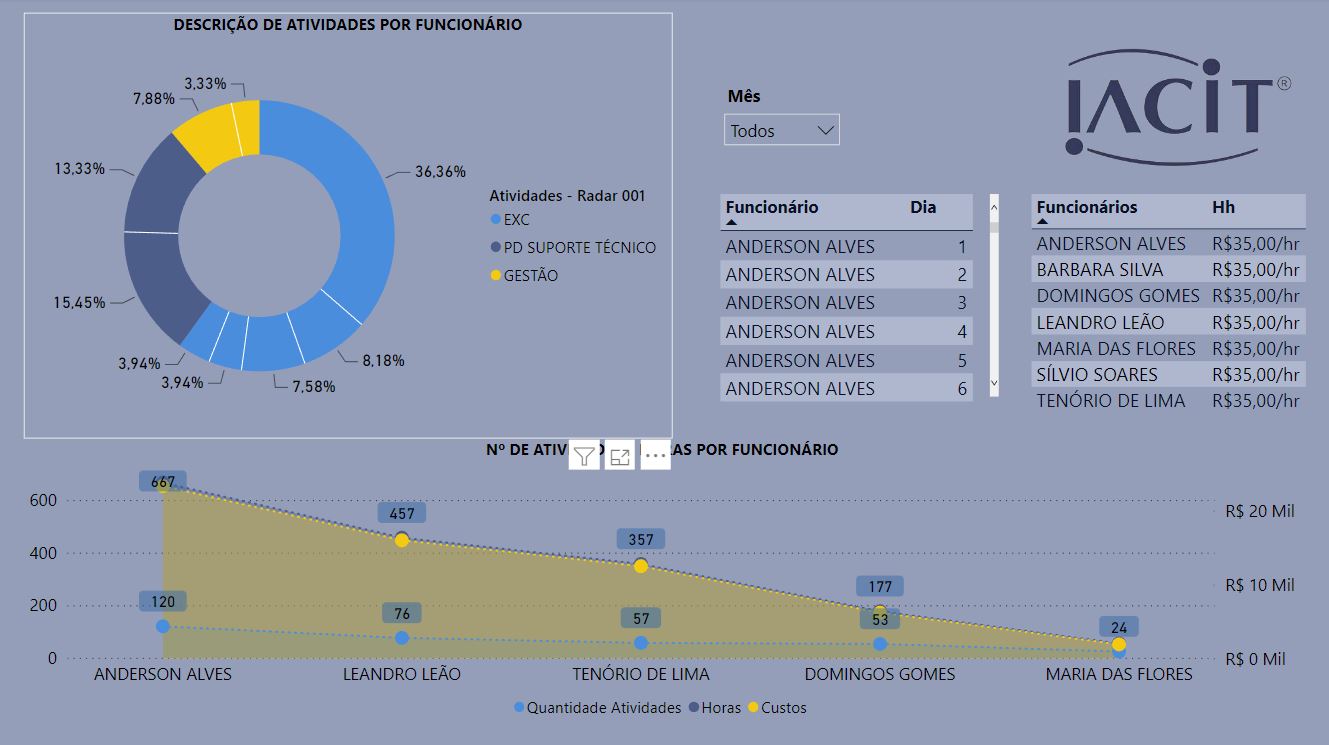 DESCRIÇÃO DE ATIVIDADES POR FUNCIONÁRIO
3,33%
7,88%
13,33%
36,36%
15,45%
3,94%
3,94%
7,58%
8,18%
Atividades - Radar 001
EXC
PD SUPORTE TÉCNICO
GESTÃO
Mês
Todos
IACIT®
Funcionário Dia
ANDERSON ALVES 1
ANDERSON ALVES 2
ANDERSON ALVES 3
ANDERSON ALVES 4
ANDERSON ALVES 5
ANDERSON ALVES 6
Funcionários Hh
ANDERSON ALVES R$35,00/hr
BARBARA SILVA R$35,00/hr
DOMINGOS GOMES R$35,00/hr
LEANDRO LEÃO R$35,00/hr
MARIA DAS FLORES R$35,00/hr
SÍLVIO SOARES R$35,00/hr
TENÓRIO DE LIMA R$35,00/hr
Nº DE POR FUNCIONÁRIO
600
400
200
0
667
457
357
177
24
120
76
57
53
R$ 20 Mil
R$ 10 Mil
R$ 0 Mil
ANDERSON ALVES
LEANDRO LEÃO
TENÓRIO DE LIMA
DOMINGOS GOMES
MARIA DAS FLORES
Quantidade Atividades Horas Custos